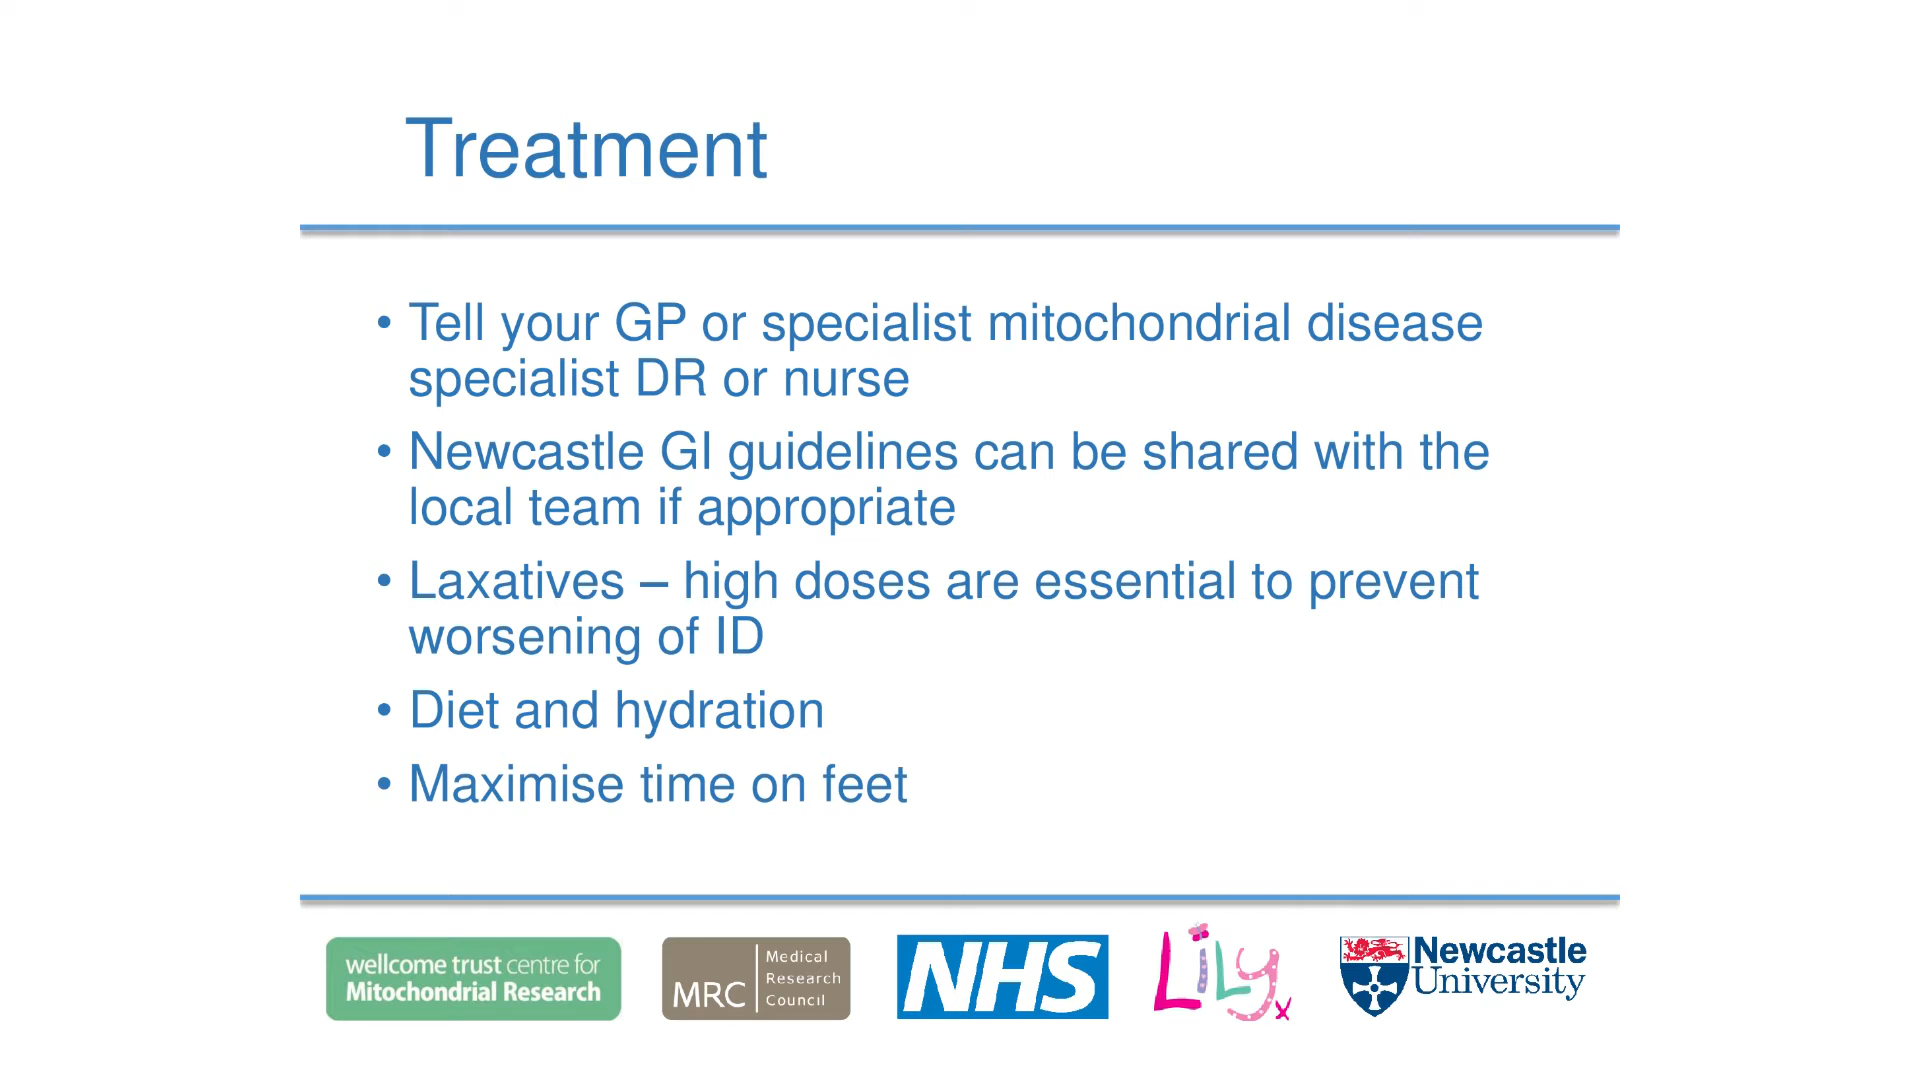 Treatment
• Tell your GP or specialist mitochondrial disease
specialist DR or nurse
• Newcastle GI guidelines can be shared with the
local team if appropriate
• Laxatives – high doses are essential to prevent
worsening of ID
• Diet and hydration
• Maximise time on feet
wellcome trust centre for
Mitochondrial Research
MRC
Medical
Research
Council
NHS
Lily x
Newcastle
University